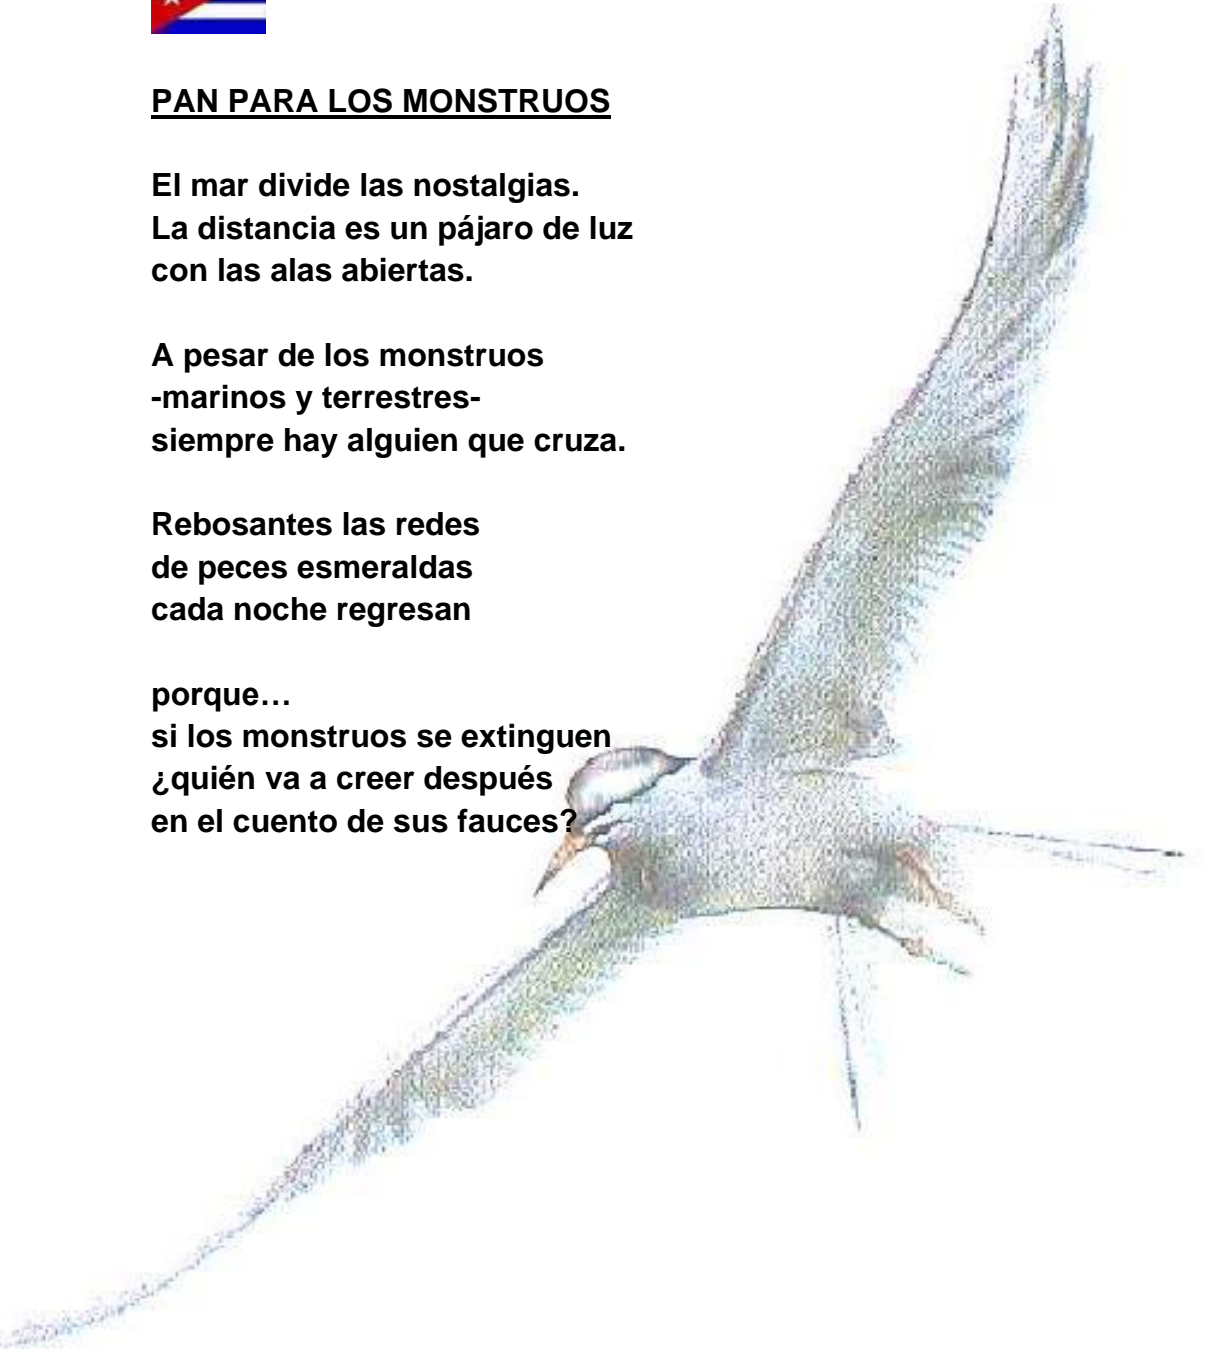 PAN PARA LOS MONSTRUOS
El mar divide las nostalgias.
La distancia es un pájaro de luz
con las alas abiertas.
A pesar de los monstruos
-marinos y terrestres-
siempre hay alguien que cruza.
Rebosantes las redes
de peces esmeraldas
cada noche regresan
porque…
si los monstruos se extinguen
¿quién va a creer después
en el cuento de sus fauces?